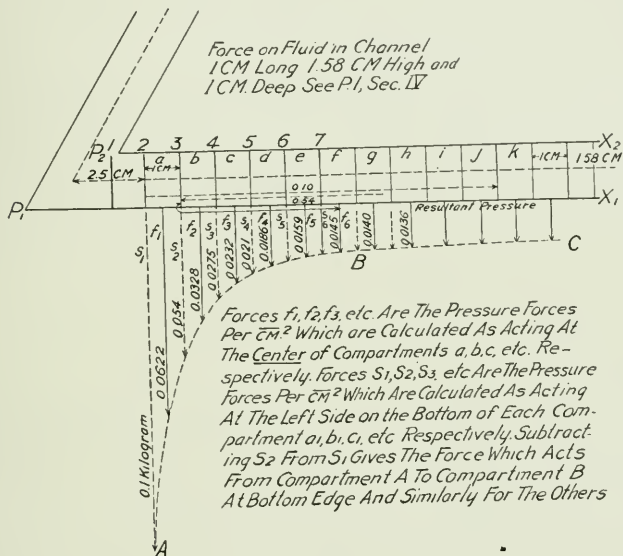 Force on Fluid in Channel
1 CM Long 1.58 CM High and
1 CM. Deep See P.1, Sec. IV
P2 1 2 3 4 5 6 7 X2
a b c d e f g h i J k 1CM 1.58 CM
2.5 CM 1CM
0.10
P1 0.54 X1
Resultant Pressure
S1 f1 S2 f2 S3 f3 S4 f4 S5 f5 S6 f6
0.1 Kilogram 0.0622 0.054 0.0328 0.0275 0.0232 0.021 0.0186 0.0159 0.0145 0.0140 0.0136
B C
Forces f1, f2, f3, etc. Are The Pressure Forces
Per CM.2 Which are Calculated As Acting At
The Center of Compartments a, b, c, etc. Re-
spectively. Forces S1, S2, S3, etc Are The Pressure
Forces Per CM2 Which Are Calculated As Acting
At The Left Side on the Bottom of Each Com-
partment a1, b1, c1, etc Respectively. Subtract-
ing S2 From S1 Gives The Force Which Acts
From Compartment A To Compartment B
At Bottom Edge And Similarly For The Others
A